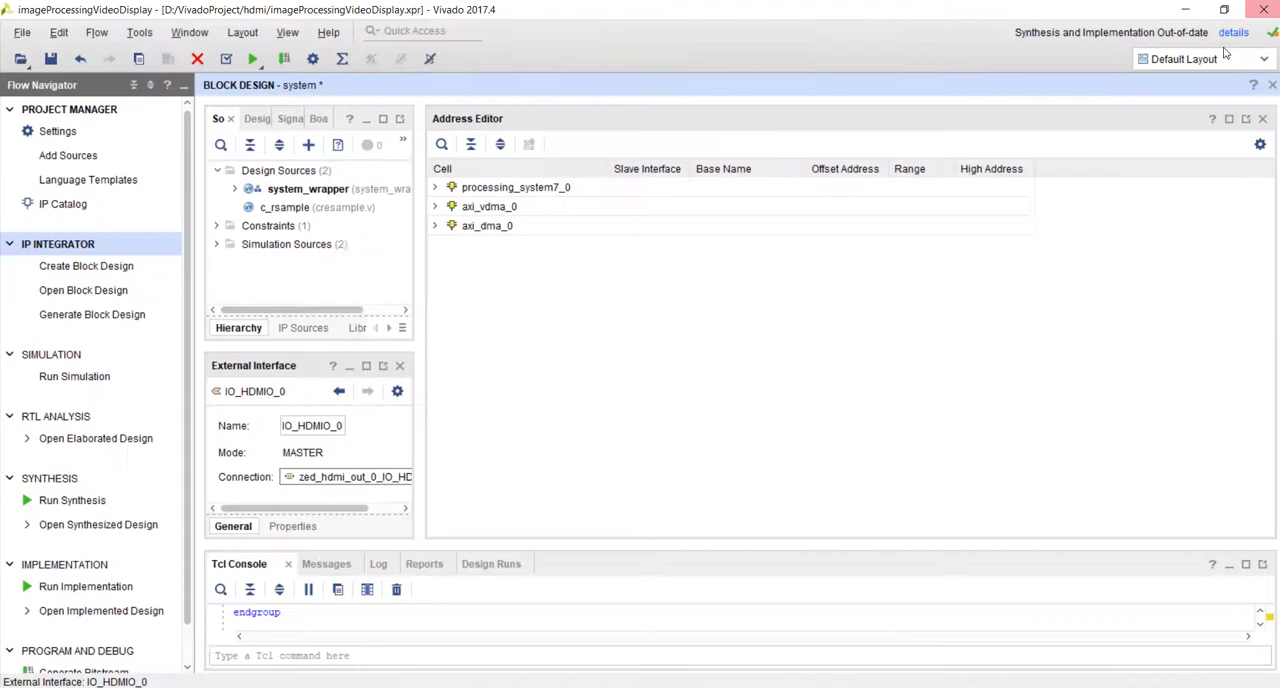 imageProcessingVideoDisplay - [D:/VivadoProject/hdmi/imageProcessingVideoDisplay.xpr] - Vivado 2017.4
File Edit Flow Tools Window Layout View Help Quick Access
Synthesis and Implementation Out-of-date details
Default Layout
Flow Navigator
BLOCK DESIGN - system *
PROJECT MANAGER
Settings
Add Sources
Language Templates
IP Catalog
IP INTEGRATOR
Create Block Design
Open Block Design
Generate Block Design
SIMULATION
Run Simulation
RTL ANALYSIS
Open Elaborated Design
SYNTHESIS
Run Synthesis
Open Synthesized Design
IMPLEMENTATION
Run Implementation
Open Implemented Design
PROGRAM AND DEBUG
Generate Bitstream
So Desig Signa Boa
0
Design Sources (2)
system_wrapper (system_wra
c_rsample (cresample.v)
Constraints (1)
Simulation Sources (2)
Hierarchy IP Sources Libr
External Interface
IO_HDMIO_0
Name: IO_HDMIO_0
Mode: MASTER
Connection: zed_hdmi_out_0_IO_HD
General Properties
Address Editor
Cell Slave Interface Base Name Offset Address Range High Address
processing_system7_0
axi_vdma_0
axi_dma_0
Tcl Console Messages Log Reports Design Runs
endgroup
Type a Tcl command here
External Interface: IO_HDMIO_0